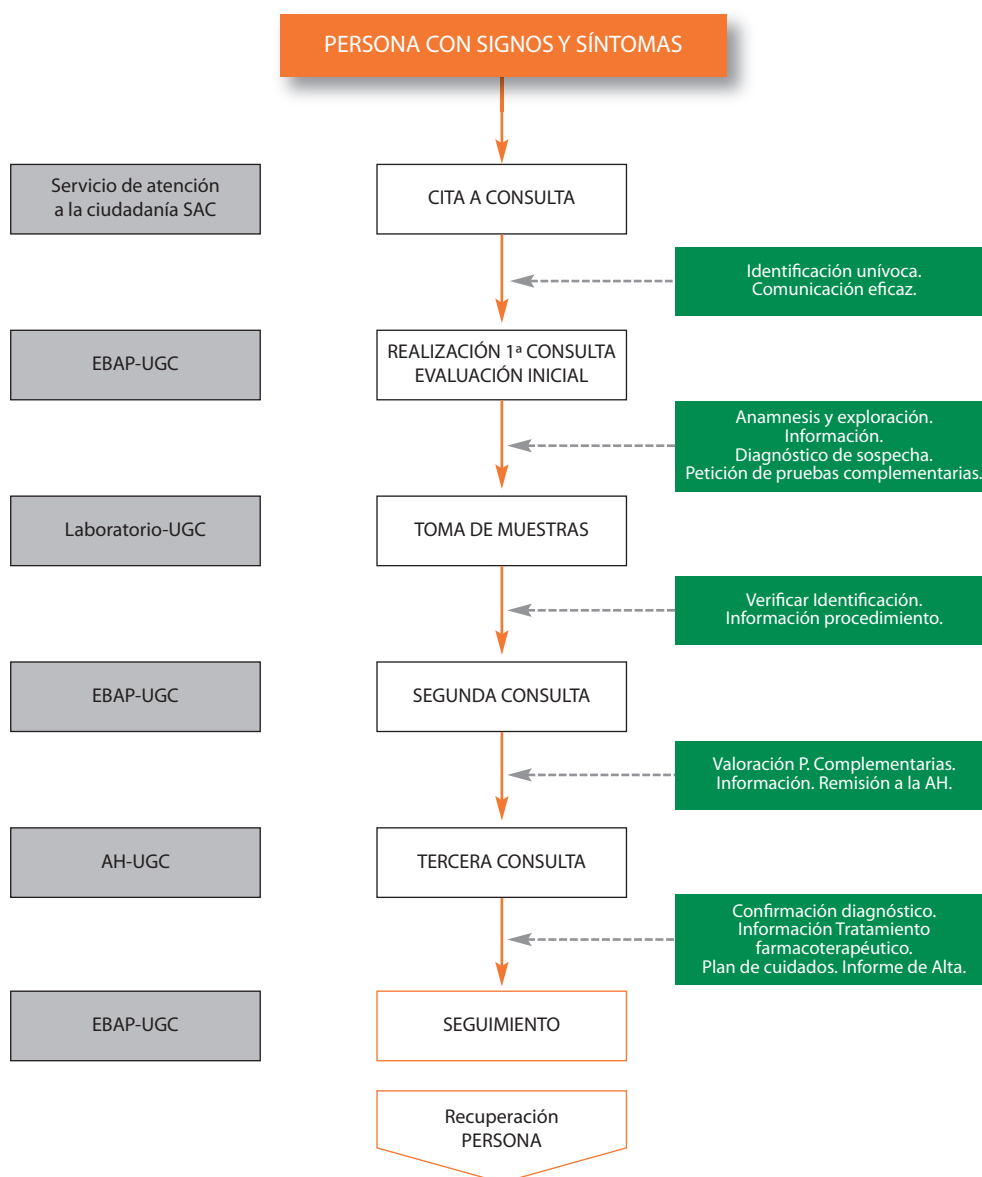 PERSONA CON SIGNOS Y SÍNTOMAS
Servicio de atención
a la ciudadanía SAC
CITA A CONSULTA
Identificación unívoca.
Comunicación eficaz.
EBAP-UGC
REALIZACIÓN 1ª CONSULTA
EVALUACIÓN INICIAL
Anamnesis y exploración.
Información.
Diagnóstico de sospecha.
Petición de pruebas complementarias.
Laboratorio-UGC
TOMA DE MUESTRAS
Verificar Identificación.
Información procedimiento.
EBAP-UGC
SEGUNDA CONSULTA
Valoración P. Complementarias.
Información. Remisión a la AH.
AH-UGC
TERCERA CONSULTA
Confirmación diagnóstico.
Información Tratamiento
farmacoterapéutico.
Plan de cuidados. Informe de Alta.
EBAP-UGC
SEGUIMIENTO
Recuperación
PERSONA